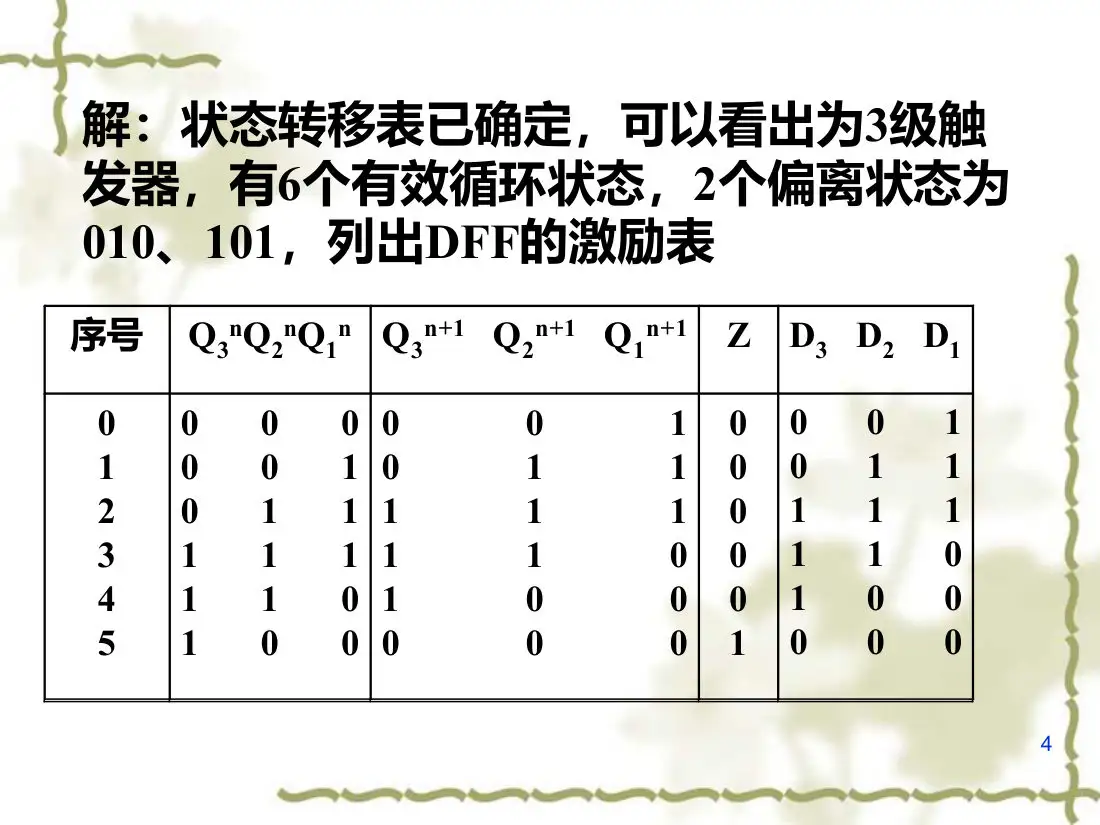 解：状态转移表已确定，可以看出为3级触
发器，有6个有效循环状态，2个偏离状态为
010、101，列出DFF的激励表
序号 Q₃ⁿQ₂ⁿQ₁ⁿ Q₃ⁿ⁺¹ Q₂ⁿ⁺¹ Q₁ⁿ⁺¹ Z D₃ D₂ D₁
0 0 0 0 0 0 1 0 0 0 1
1 0 0 1 0 1 1 0 0 1 1
2 0 1 1 1 1 1 0 1 1 1
3 1 1 1 1 1 0 0 1 1 0
4 1 1 0 1 0 0 0 1 0 0
5 1 0 0 0 0 0 1 0 0 0
4